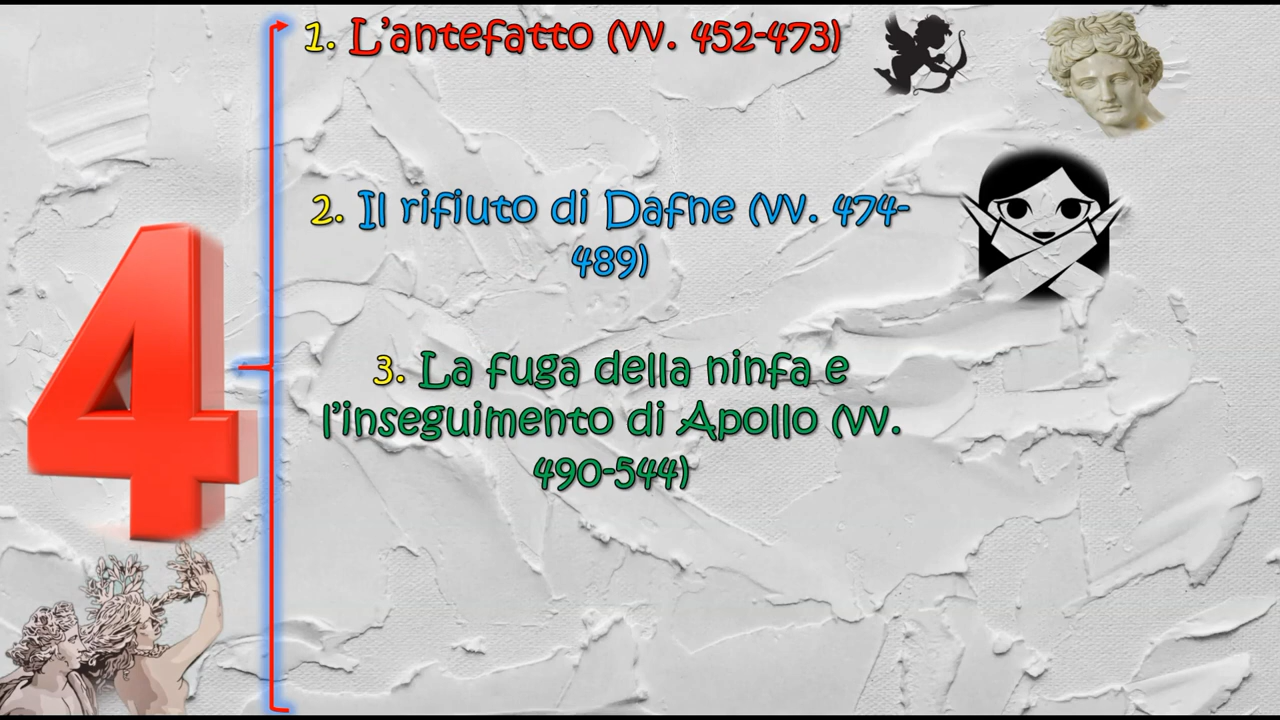 1. L'antefatto (vv. 452-473)
2. Il rifiuto di Dafne (vv. 474-
489)
3. La fuga della ninfa e
l'inseguimento di Apollo (vv.
490-544)
4